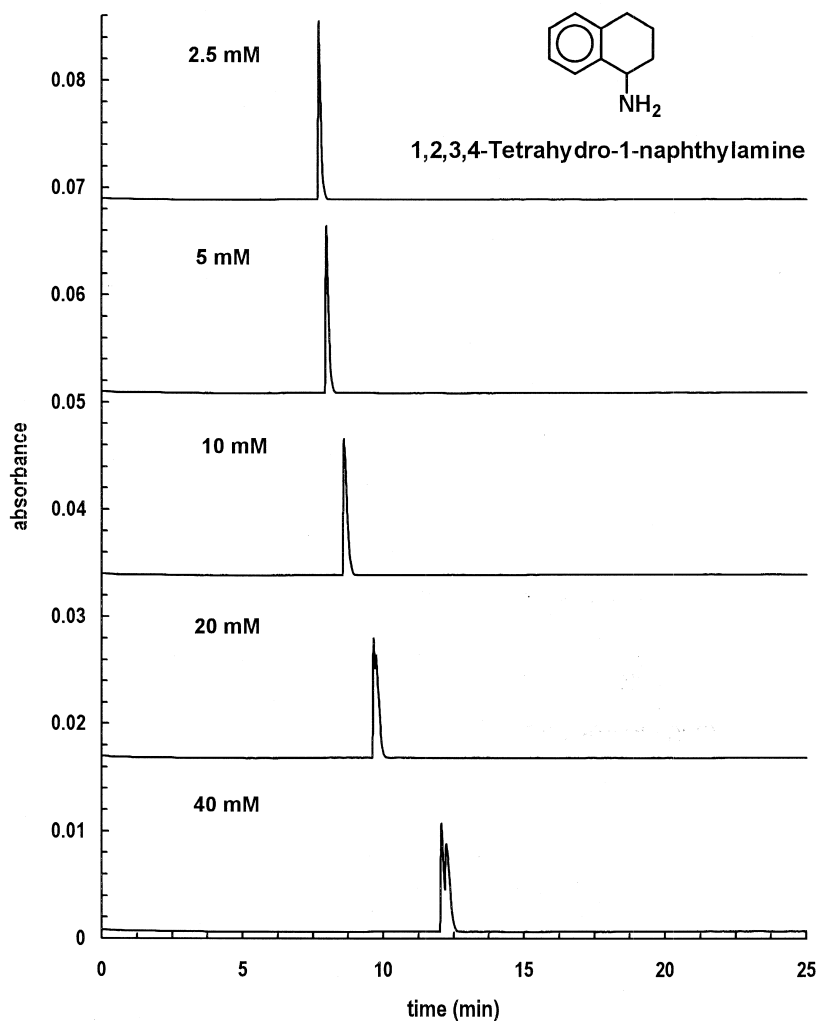 2.5 mM
NH2
1,2,3,4-Tetrahydro-1-naphthylamine
0.08
0.07
5 mM
0.06
0.05
10 mM
0.04
0.03
20 mM
0.02
40 mM
0.01
0
absorbance
0 5 10 15 20 25
time (min)